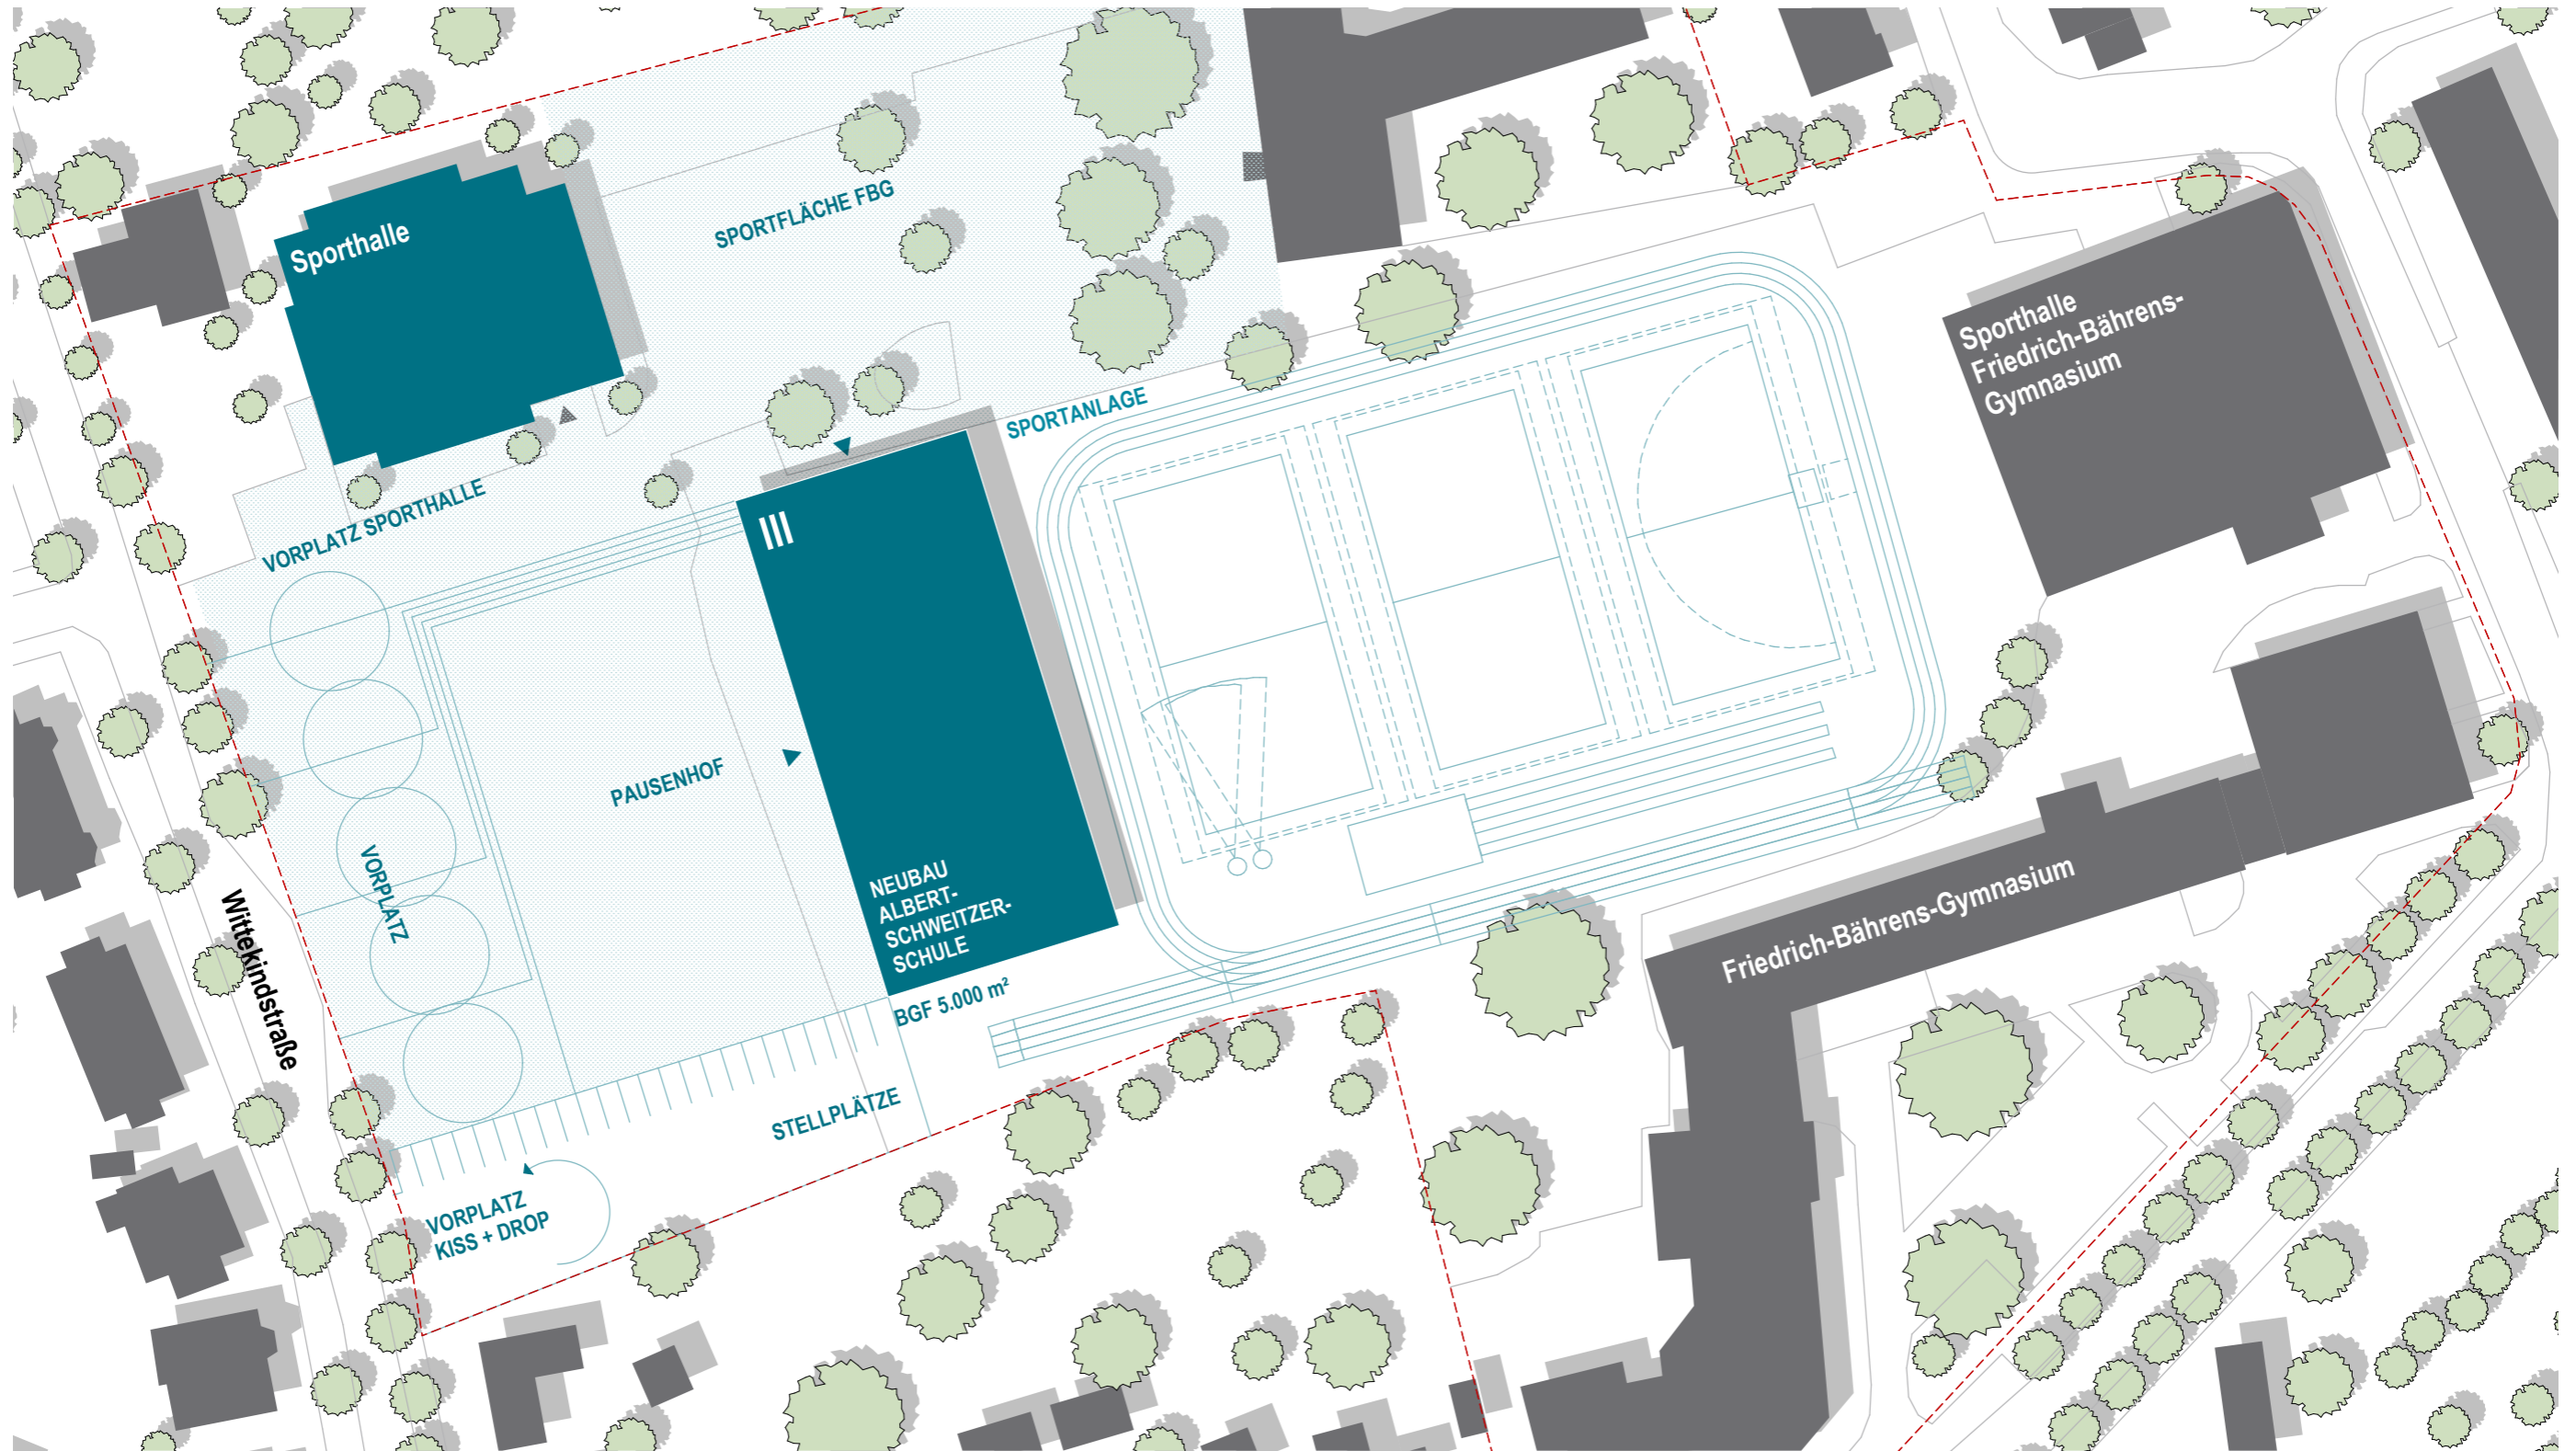 Sporthalle
SPORTFLÄCHE FBG
Sporthalle
Friedrich-Bährens-
Gymnasium
SPORTANLAGE
VORPLATZ SPORTHALLE
III
PAUSENHOF
VORPLATZ
NEUBAU
ALBERT-
SCHWEITZER-
SCHULE
Wittekindstraße
Friedrich-Bährens-Gymnasium
BGF 5.000 m²
STELLPLÄTZE
VORPLATZ
KISS + DROP